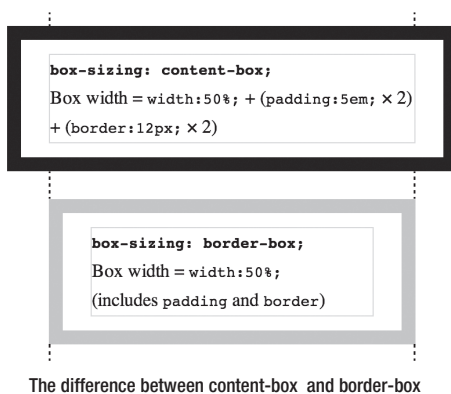 box-sizing: content-box;
Box width = width:50%; + (padding:5em; × 2)
+ (border:12px; × 2)
box-sizing: border-box;
Box width = width:50%;
(includes padding and border)
The difference between content-box and border-box